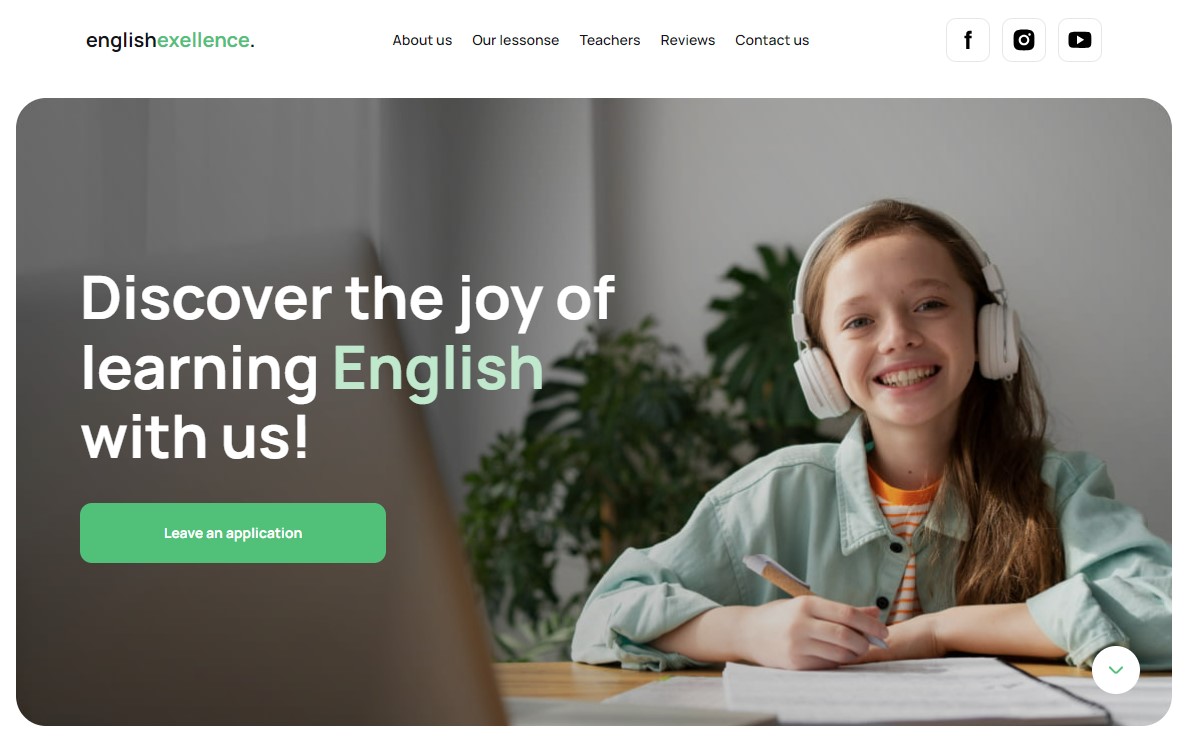 englishexellence.
About us Our lessonse Teachers Reviews Contact us
Discover the joy of
learning English
with us!
Leave an application